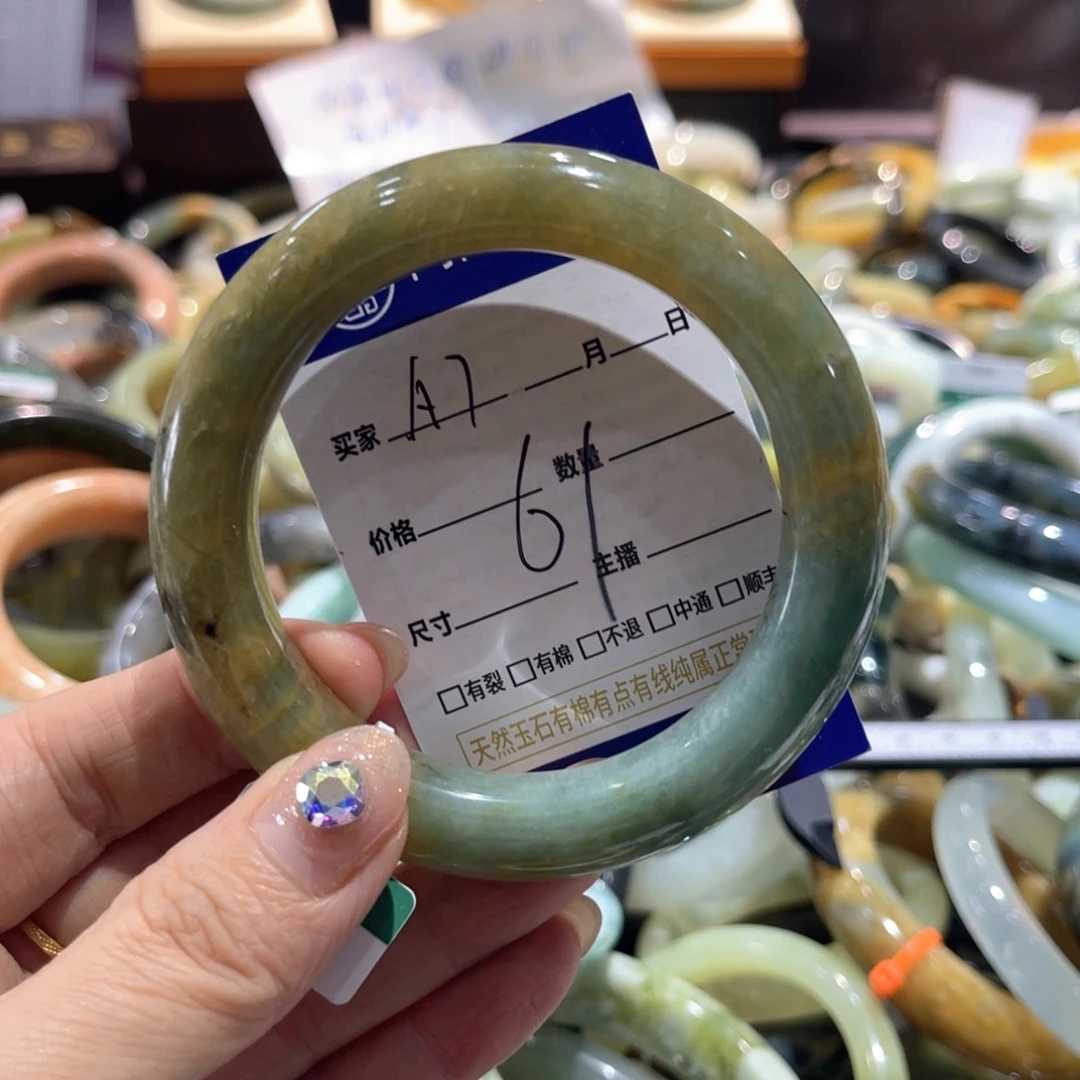 月 日
买家 A7
数量
价格 61
主播
尺寸
有裂 有棉 不退 中通 顺丰
天然玉石有棉有点有线纯属正常